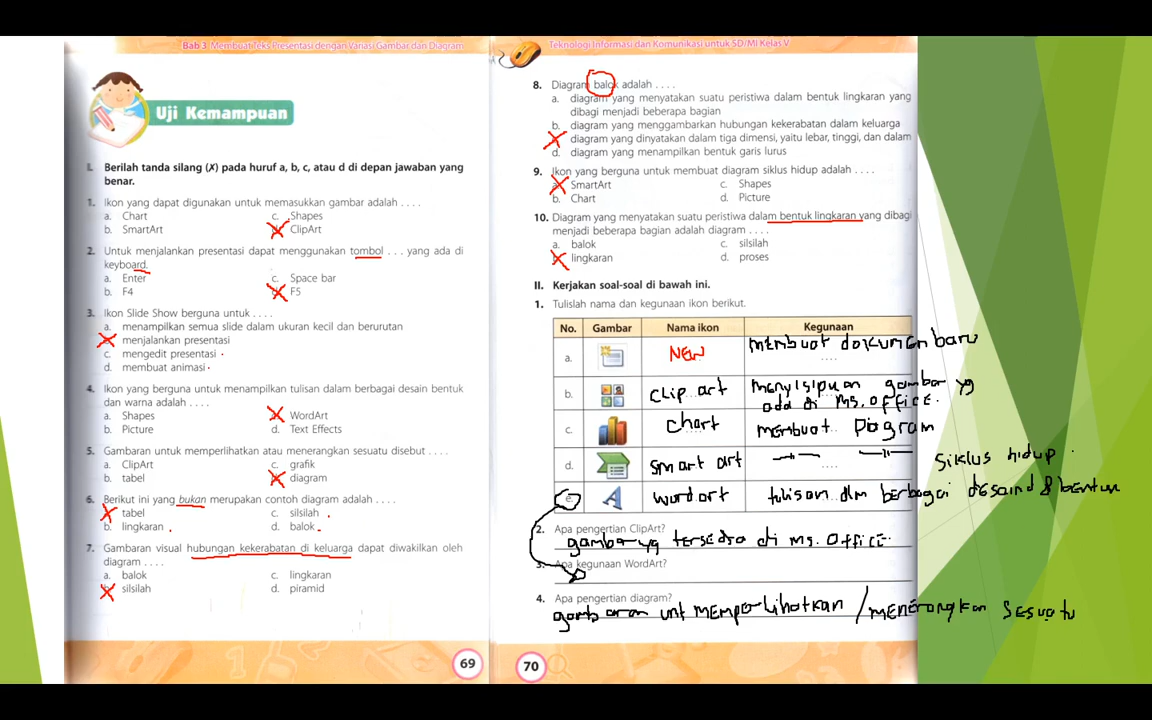 Bab 3 Membuat Teks Presentasi dengan Variasi Gambar dan Diagram
Uji Kemampuan
I. Berilah tanda silang (✗) pada huruf a, b, c, atau d di depan jawaban yang
benar.
1. Ikon yang dapat digunakan untuk memasukkan gambar adalah . . . .
a. Chart c. Shapes
b. SmartArt d. ClipArt
2. Untuk menjalankan presentasi dapat menggunakan tombol . . . yang ada di
keyboard.
a. Enter c. Space bar
b. F4 d. F5
3. Ikon Slide Show berguna untuk . . . .
a. menampilkan semua slide dalam ukuran kecil dan berurutan
b. menjalankan presentasi
c. mengedit presentasi
d. membuat animasi
4. Ikon yang berguna untuk menampilkan tulisan dalam berbagai desain bentuk
dan warna adalah . . . .
a. Shapes c. WordArt
b. Picture d. Text Effects
5. Gambaran untuk memperlihatkan atau menerangkan sesuatu disebut . . . .
a. ClipArt c. grafik
b. tabel d. diagram
6. Berikut ini yang bukan merupakan contoh diagram adalah . . . .
a. tabel c. silsilah
b. lingkaran d. balok
7. Gambaran visual hubungan kekerabatan di keluarga dapat diwakilkan oleh
diagram . . . .
a. balok c. lingkaran
b. silsilah d. piramid
69
Teknologi Informasi dan Komunikasi untuk SD/MI Kelas V
8. Diagram balok adalah . . . .
a. diagram yang menyatakan suatu peristiwa dalam bentuk lingkaran yang
dibagi menjadi beberapa bagian
b. diagram yang menggambarkan hubungan kekerabatan dalam keluarga
c. diagram yang dinyatakan dalam tiga dimensi, yaitu lebar, tinggi, dan dalam
d. diagram yang menampilkan bentuk garis lurus
9. Ikon yang berguna untuk membuat diagram siklus hidup adalah . . . .
a. SmartArt c. Shapes
b. Chart d. Picture
10. Diagram yang menyatakan suatu peristiwa dalam bentuk lingkaran yang dibagi
menjadi beberapa bagian adalah diagram . . . .
a. balok c. silsilah
b. lingkaran d. proses
II. Kerjakan soal-soal di bawah ini.
1. Tulislah nama dan kegunaan ikon berikut.
No. Gambar Nama ikon Kegunaan
a. NEW membuat dokumen baru
b. clip art menyisipkan gambar yg
ada di Ms. office.
c. chart membuat Diagram
d. smart art siklus hidup
e. word art tulisan dlm berbagai desaind & bentuk
2. Apa pengertian ClipArt?
gambar yg tersedia di Ms. Office.
3. Apa kegunaan WordArt?
4. Apa pengertian diagram?
gambaran unt memperlihatkan / menerangkan sesuatu
70